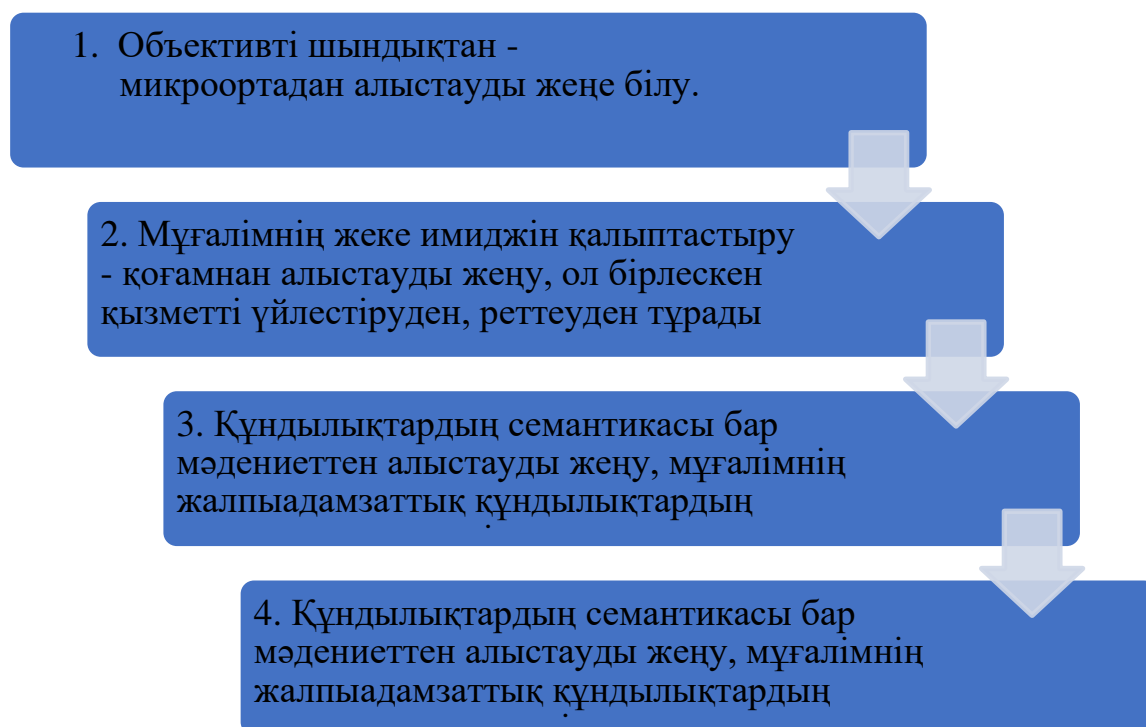 1. Объективті шындықтан -
микроортадан алыстауды жеңе білу.
2. Мұғалімнің жеке имиджін қалыптастыру
- қоғамнан алыстауды жеңу, ол бірлескен
қызметті үйлестіруден, реттеуден тұрады
3. Құндылықтардың семантикасы бар
мәдениеттен алыстауды жеңу, мұғалімнің
жалпыадамзаттық құндылықтардың
4. Құндылықтардың семантикасы бар
мәдениеттен алыстауды жеңу, мұғалімнің
жалпыадамзаттық құндылықтардың